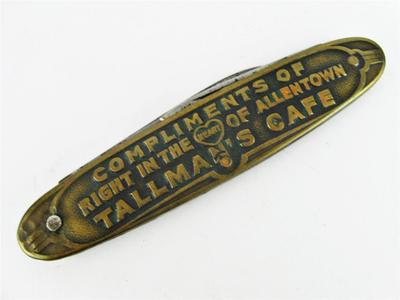 COMPLIMENTS OF
RIGHT IN THE HEART OF ALLENTOWN
TALLMAN'S CAFE